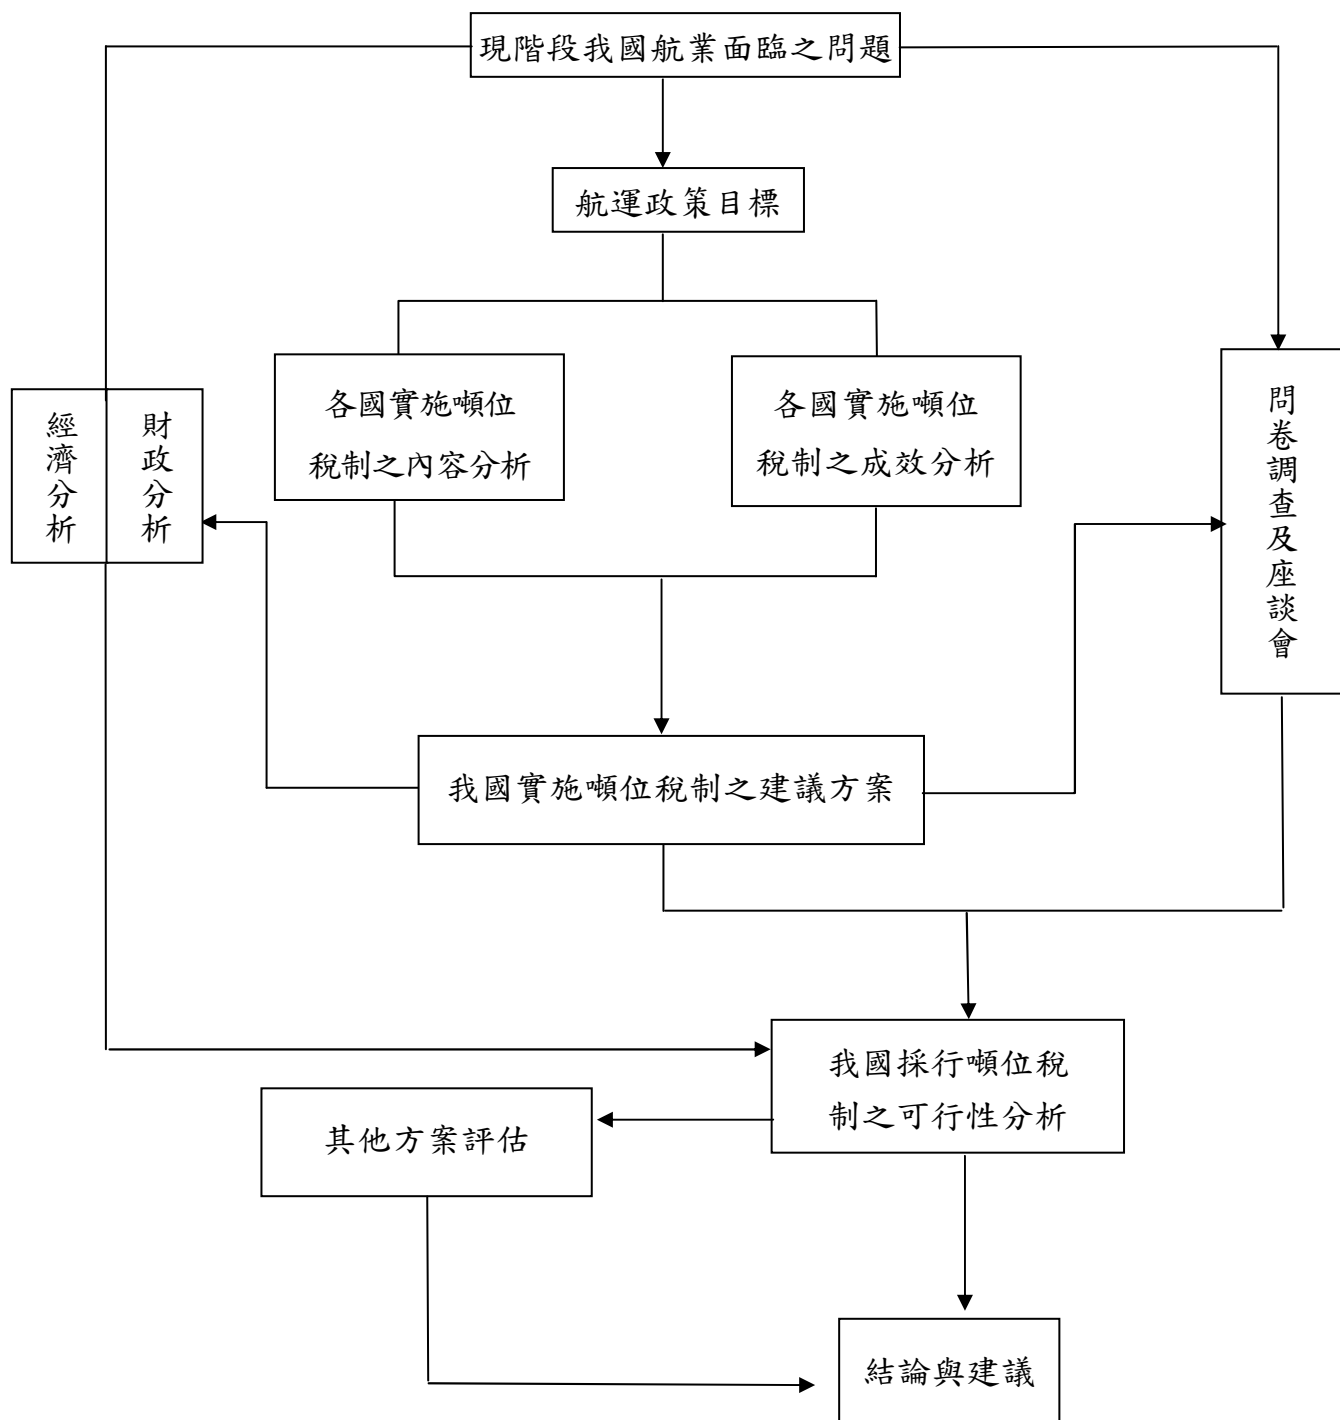 現階段我國航業面臨之問題
航運政策目標
各國實施噸位
稅制之內容分析
各國實施噸位
稅制之成效分析
經濟分析
財政分析
問卷調查及座談會
我國實施噸位稅制之建議方案
我國採行噸位稅
制之可行性分析
其他方案評估
結論與建議